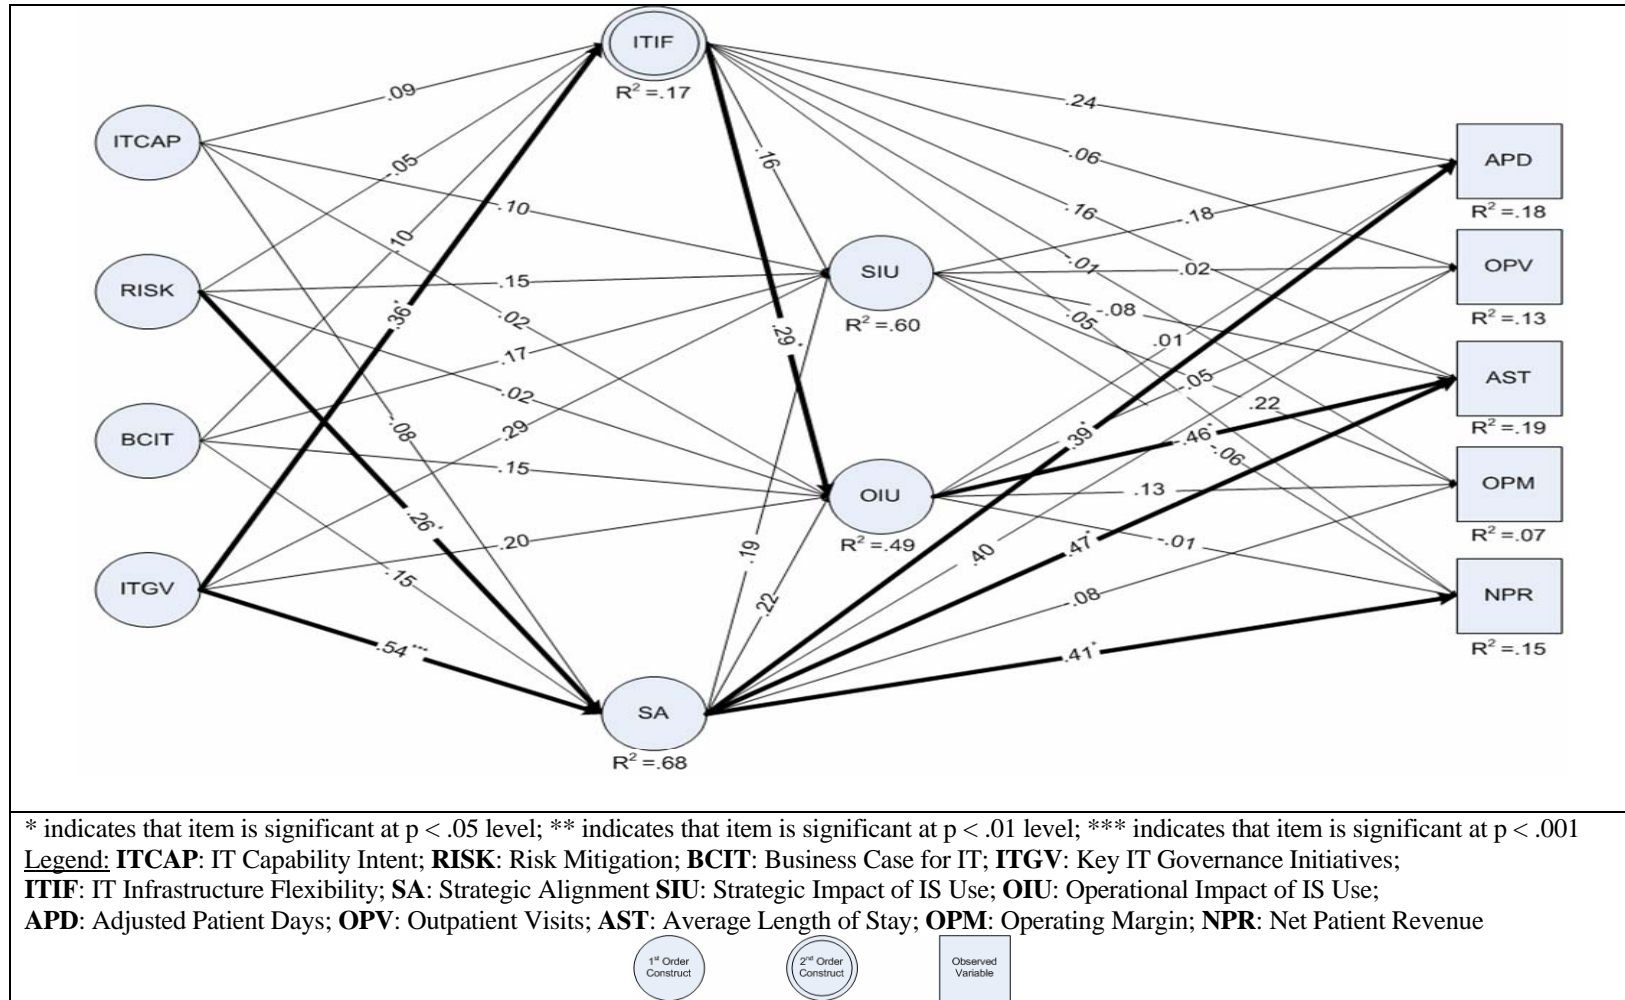 ITIF
R² =.17
.09
.24
ITCAP
.05
.16
.06
APD
R² =.18
.10
.16
-.18
.10
SIU
R² =.60
.01
.02
OPV
R² =.13
RISK
.15
.36*
.02
.29*
-.08
.05
.01
.17
.02
-.05
AST
R² =.19
.22
BCIT
.29
.08
.39*
-.46*
-.06
.15
OIU
R² =.49
.13
OPM
R² =.07
.26*
.20
.19
.40
.47*
-.01
ITGV
.15
.22
.08
NPR
R² =.15
.54***
.41*
SA
R² =.68
* indicates that item is significant at p < .05 level; ** indicates that item is significant at p < .01 level; *** indicates that item is significant at p < .001
Legend: ITCAP: IT Capability Intent; RISK: Risk Mitigation; BCIT: Business Case for IT; ITGV: Key IT Governance Initiatives;
ITIF: IT Infrastructure Flexibility; SA: Strategic Alignment SIU: Strategic Impact of IS Use; OIU: Operational Impact of IS Use;
APD: Adjusted Patient Days; OPV: Outpatient Visits; AST: Average Length of Stay; OPM: Operating Margin; NPR: Net Patient Revenue
1st Order
Construct
2nd Order
Construct
Observed
Variable